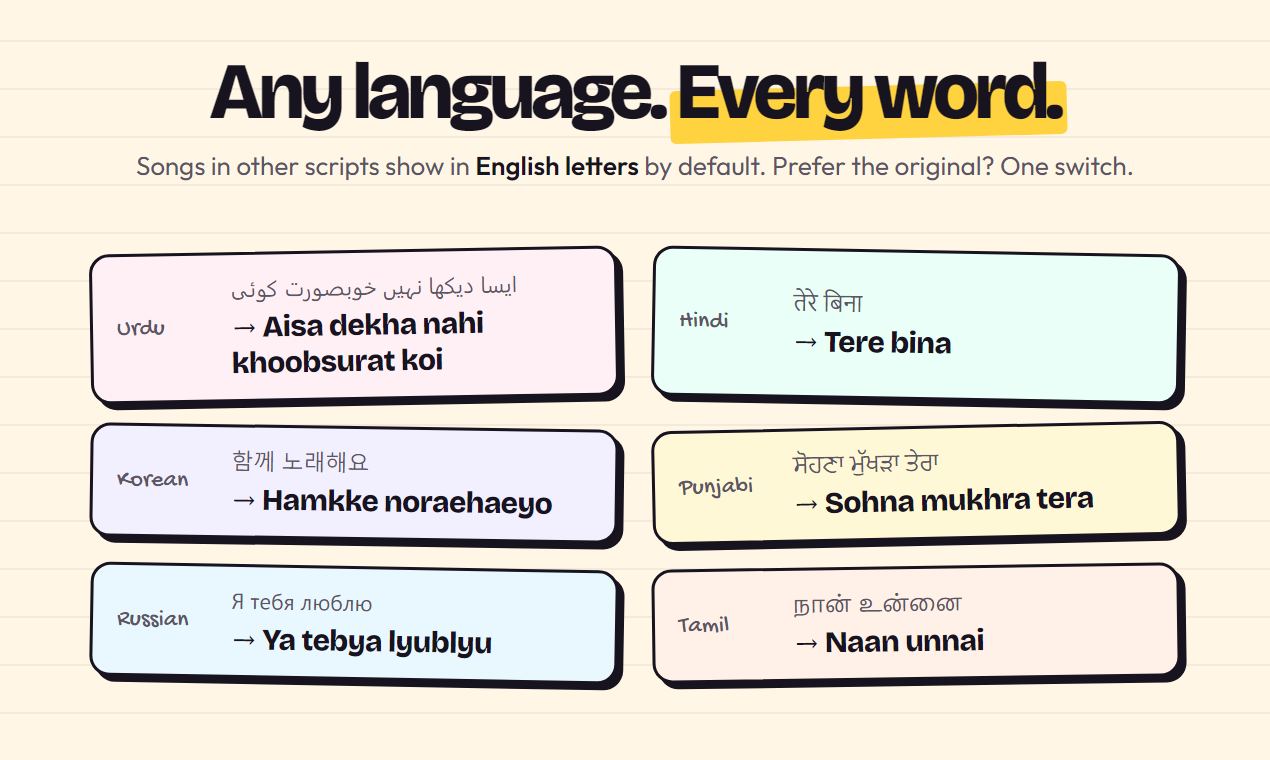 Any language. Every word.
Songs in other scripts show in English letters by default. Prefer the original? One switch.
Urdu
ایسا دیکھا نہیں خوبصورت کوئی
→ Aisa dekha nahi
khoobsurat koi
Hindi
तेरे बिना
→ Tere bina
Korean
함께 노래해요
→ Hamkke noraehaeyo
Punjabi
ਸੋਹਣਾ ਮੁੱਖੜਾ ਤੇਰਾ
→ Sohna mukhra tera
Russian
Я тебя люблю
→ Ya tebya lyublyu
Tamil
நான் உன்னை
→ Naan unnai